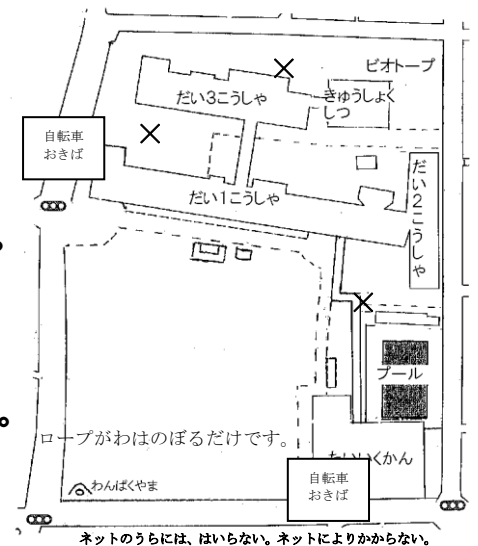 ビオトープ
だい３こうしゃ
きゅうしょく
しつ
自転車
おきば
だい１こうしゃ
だい２こうしゃ
プール
ロープがわはのぼるだけです。
たいいくかん
自転車
おきば
わんぱくやま
ネットのうらには、はいらない。ネットによりかからない。